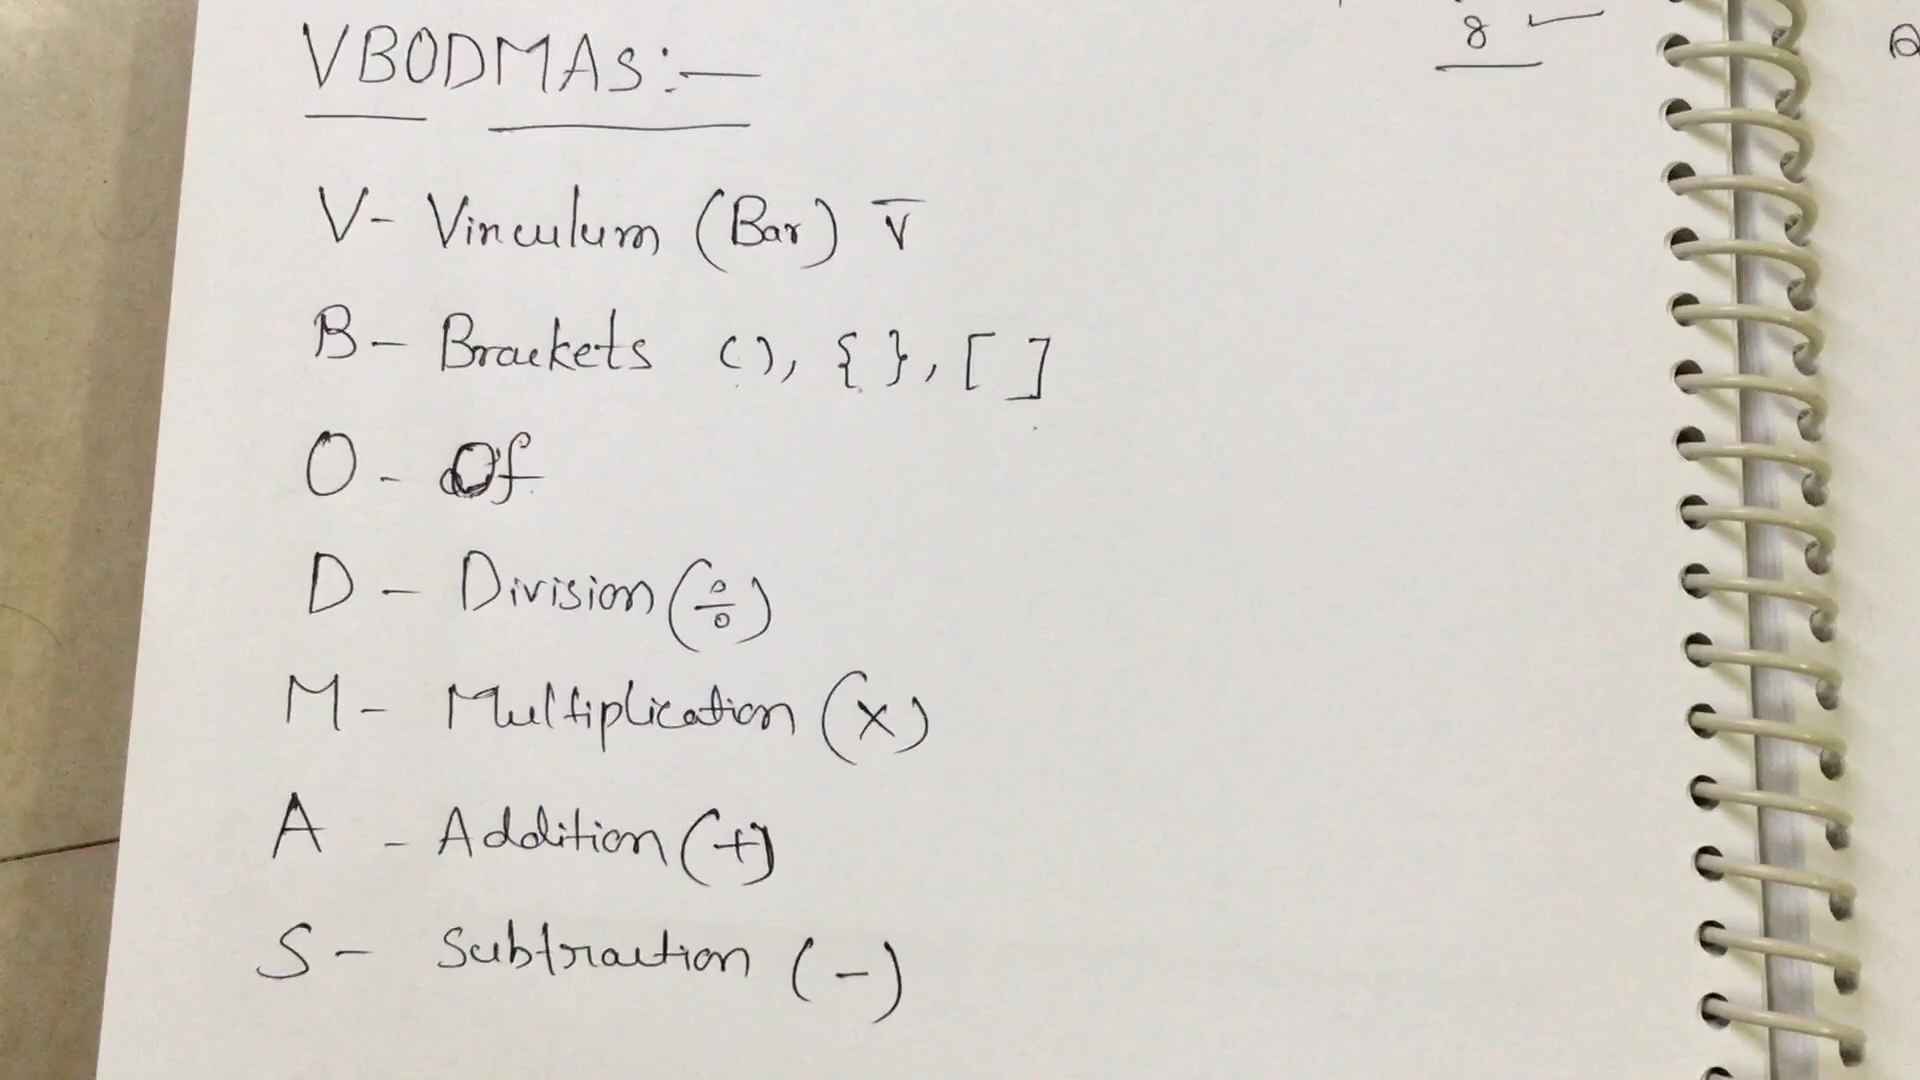 8
VBODMAS:-
V- Vinculum (Bar) V̅
B- Brackets (), { }, [ ]
O - Of
D - Division (÷)
M - Multiplication (×)
A - Addition (+)
S - Subtraction (-)